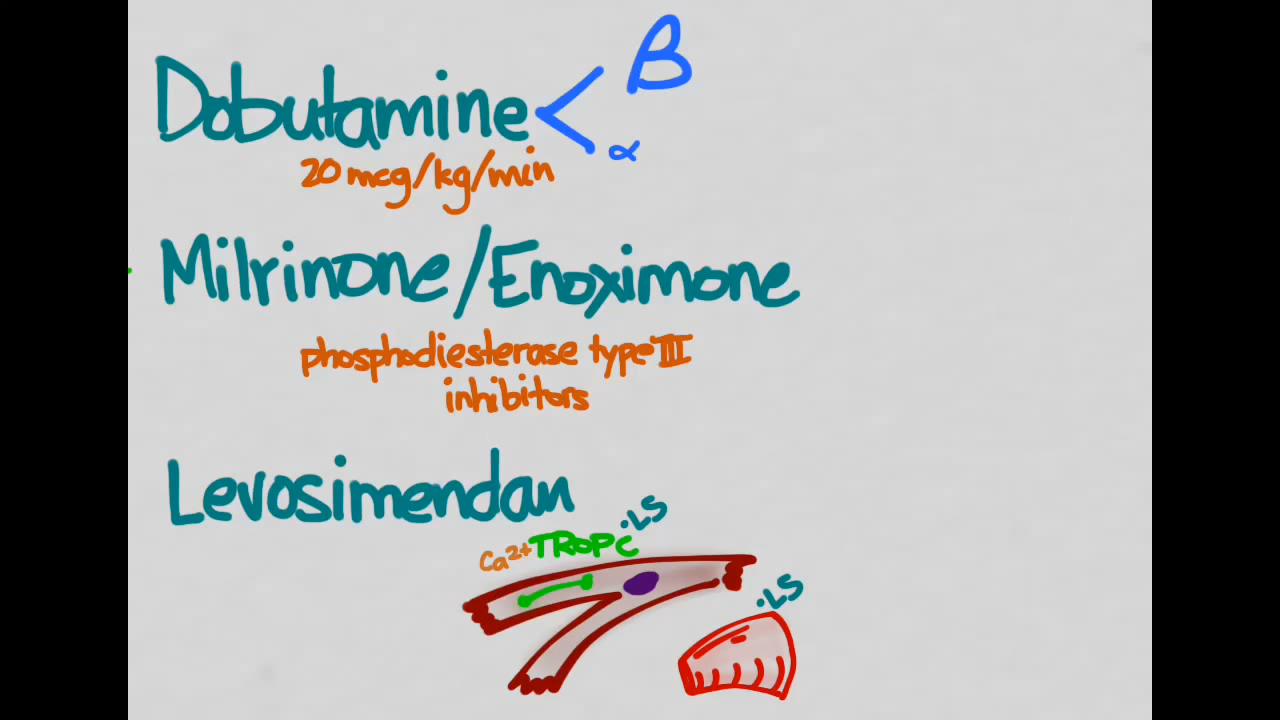 Dobutamine < β
α
20 mcg/kg/min
Milrinone/Enoximone
phosphodiesterase type III
inhibitors
Levosimendan
·LS
Ca²⁺ TROPC
·LS